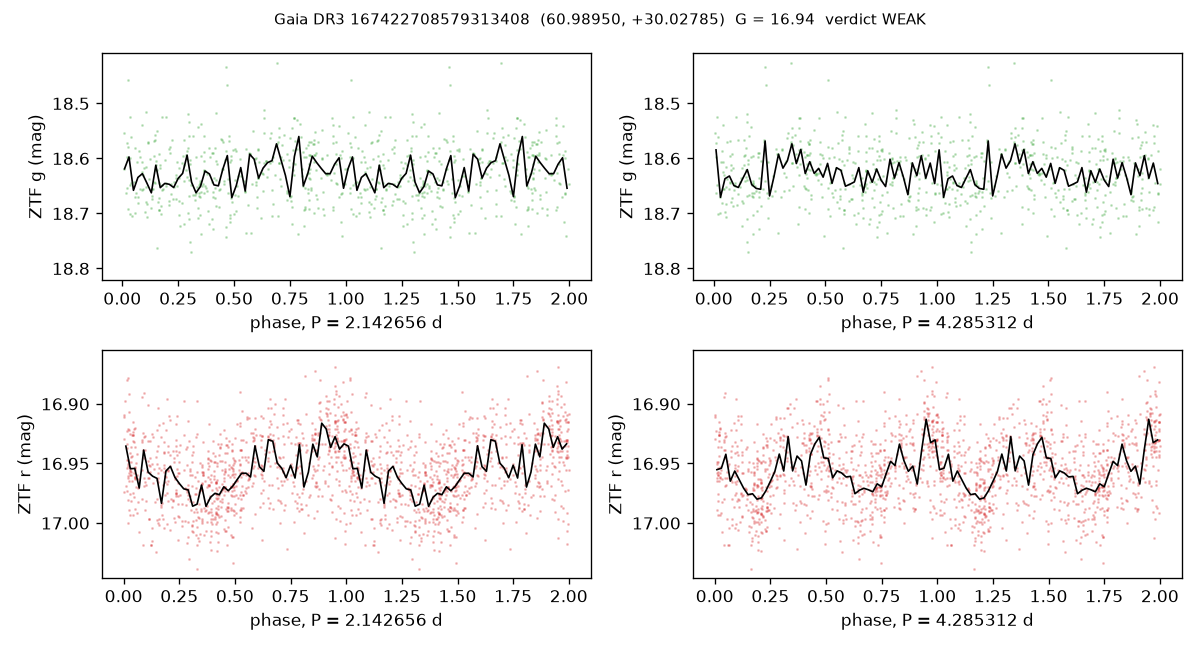 Gaia DR3 167422708579313408 (60.98950, +30.02785) G = 16.94 verdict WEAK
ZTF g (mag)
18.5
18.6
18.7
18.8
0.00 0.25 0.50 0.75 1.00 1.25 1.50 1.75 2.00
phase, P = 2.142656 d
ZTF g (mag)
18.5
18.6
18.7
18.8
0.00 0.25 0.50 0.75 1.00 1.25 1.50 1.75 2.00
phase, P = 4.285312 d
ZTF r (mag)
16.90
16.95
17.00
0.00 0.25 0.50 0.75 1.00 1.25 1.50 1.75 2.00
phase, P = 2.142656 d
ZTF r (mag)
16.90
16.95
17.00
0.00 0.25 0.50 0.75 1.00 1.25 1.50 1.75 2.00
phase, P = 4.285312 d